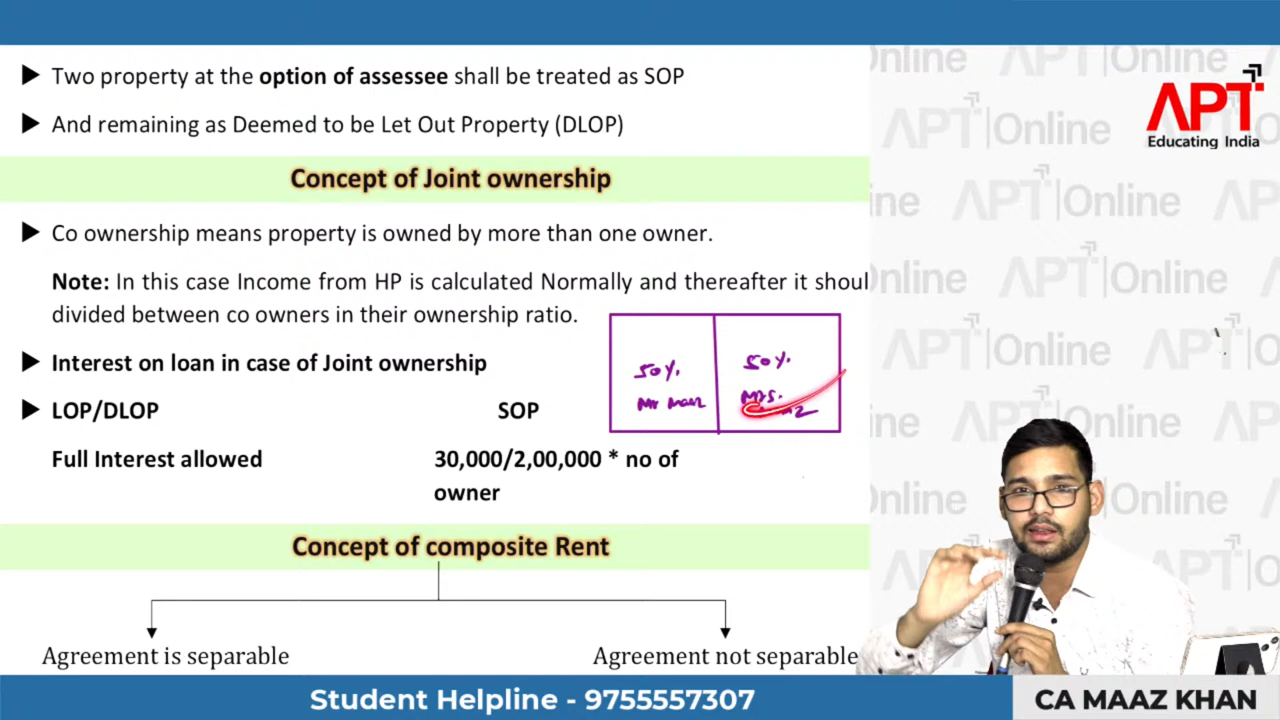 ▶ Two property at the option of assessee shall be treated as SOP
▶ And remaining as Deemed to be Let Out Property (DLOP)
APT
Educating India
Concept of Joint ownership
▶ Co ownership means property is owned by more than one owner.
Note: In this case Income from HP is calculated Normally and thereafter it shoul
divided between co owners in their ownership ratio.
50%.
Mr Maaz
50%.
Mrs.
▶ Interest on loan in case of Joint ownership
▶ LOP/DLOP SOP
Full Interest allowed 30,000/2,00,000 * no of
owner
Concept of composite Rent
Agreement is separable Agreement not separable
APT|Online
Student Helpline - 9755557307
CA MAAZ KHAN